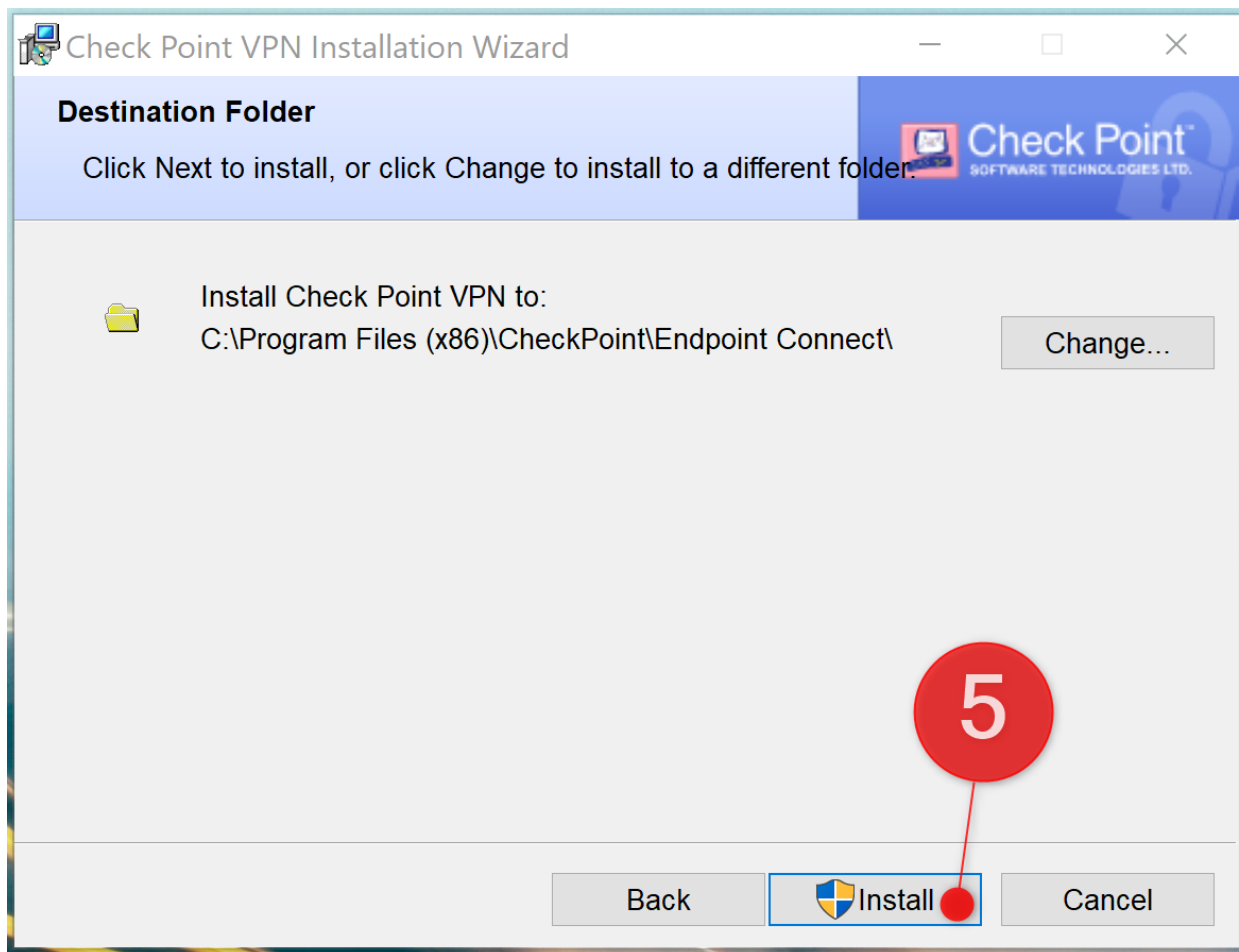 Check Point VPN Installation Wizard
Destination Folder
Click Next to install, or click Change to install to a different folder.
Check Point™
SOFTWARE TECHNOLOGIES LTD.
Install Check Point VPN to:
C:\Program Files (x86)\CheckPoint\Endpoint Connect\
Change...
5
Back
Install
Cancel